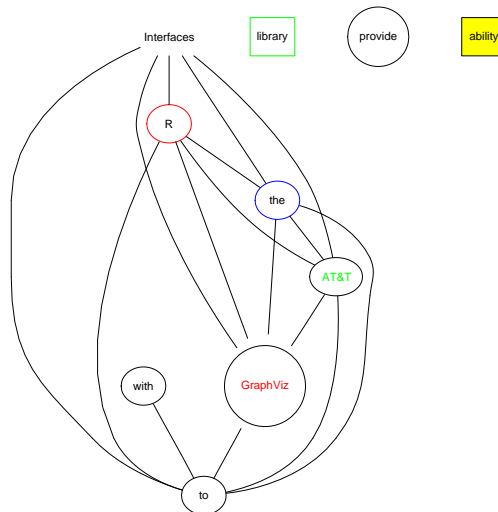 Interfaces
library
provide
ability
R
the
AT&T
with
GraphViz
to